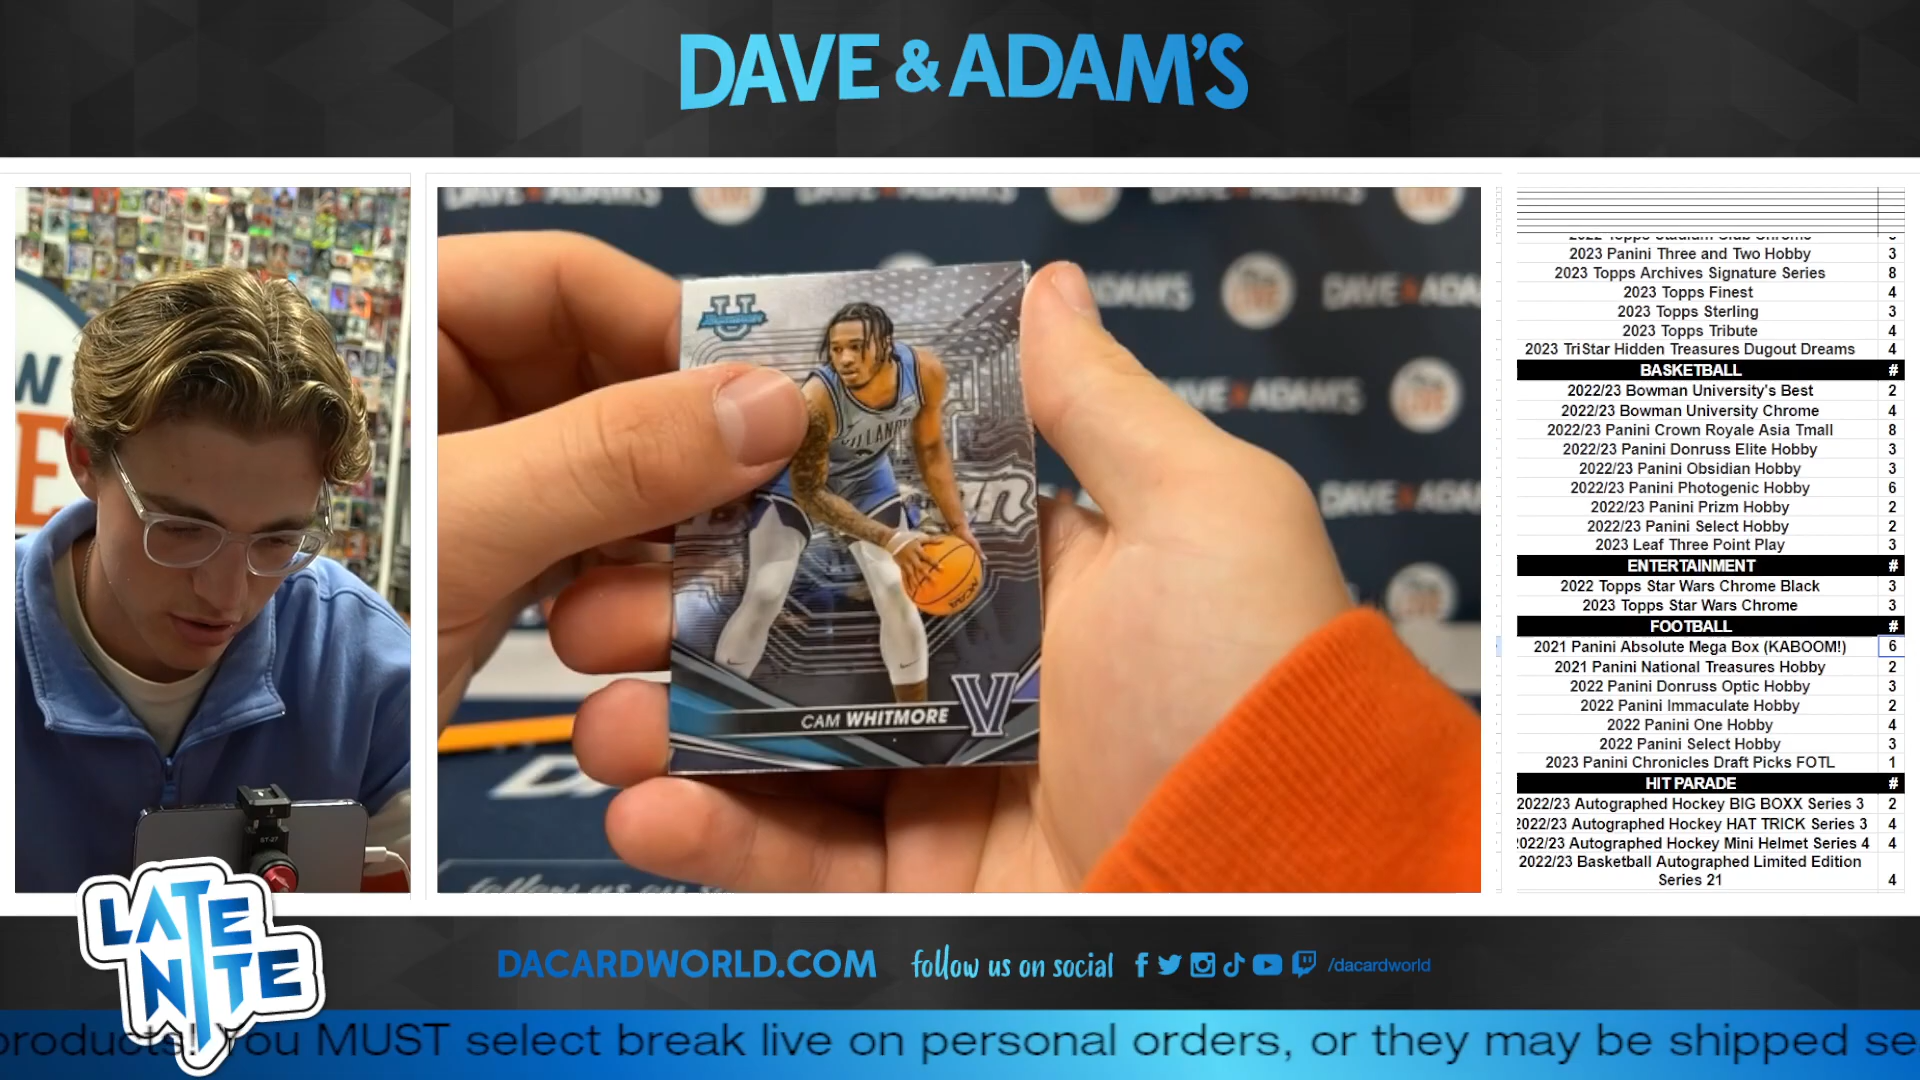 DAVE & ADAM'S
CAM WHITMORE
VILLANOVA
2022 Topps Stadium Club Chrome
2023 Panini Three and Two Hobby 3
2023 Topps Archives Signature Series 8
2023 Topps Finest 4
2023 Topps Sterling 3
2023 Topps Tribute 4
2023 TriStar Hidden Treasures Dugout Dreams 4
BASKETBALL #
2022/23 Bowman University's Best 2
2022/23 Bowman University Chrome 4
2022/23 Panini Crown Royale Asia Tmall 8
2022/23 Panini Donruss Elite Hobby 3
2022/23 Panini Obsidian Hobby 3
2022/23 Panini Photogenic Hobby 6
2022/23 Panini Prizm Hobby 2
2022/23 Panini Select Hobby 2
2023 Leaf Three Point Play 3
ENTERTAINMENT #
2022 Topps Star Wars Chrome Black 3
2023 Topps Star Wars Chrome 3
FOOTBALL #
2021 Panini Absolute Mega Box (KABOOM!) 6
2021 Panini National Treasures Hobby 2
2022 Panini Donruss Optic Hobby 3
2022 Panini Immaculate Hobby 2
2022 Panini One Hobby 4
2022 Panini Select Hobby 3
2023 Panini Chronicles Draft Picks FOTL 1
HIT PARADE #
2022/23 Autographed Hockey BIG BOXX Series 3 2
2022/23 Autographed Hockey HAT TRICK Series 3 4
2022/23 Autographed Hockey Mini Helmet Series 4 4
2022/23 Basketball Autographed Limited Edition
Series 21 4
LATE
NITE
DACARDWORLD.COM follow us on social /dacardworld
products! You MUST select break live on personal orders, or they may be shipped se